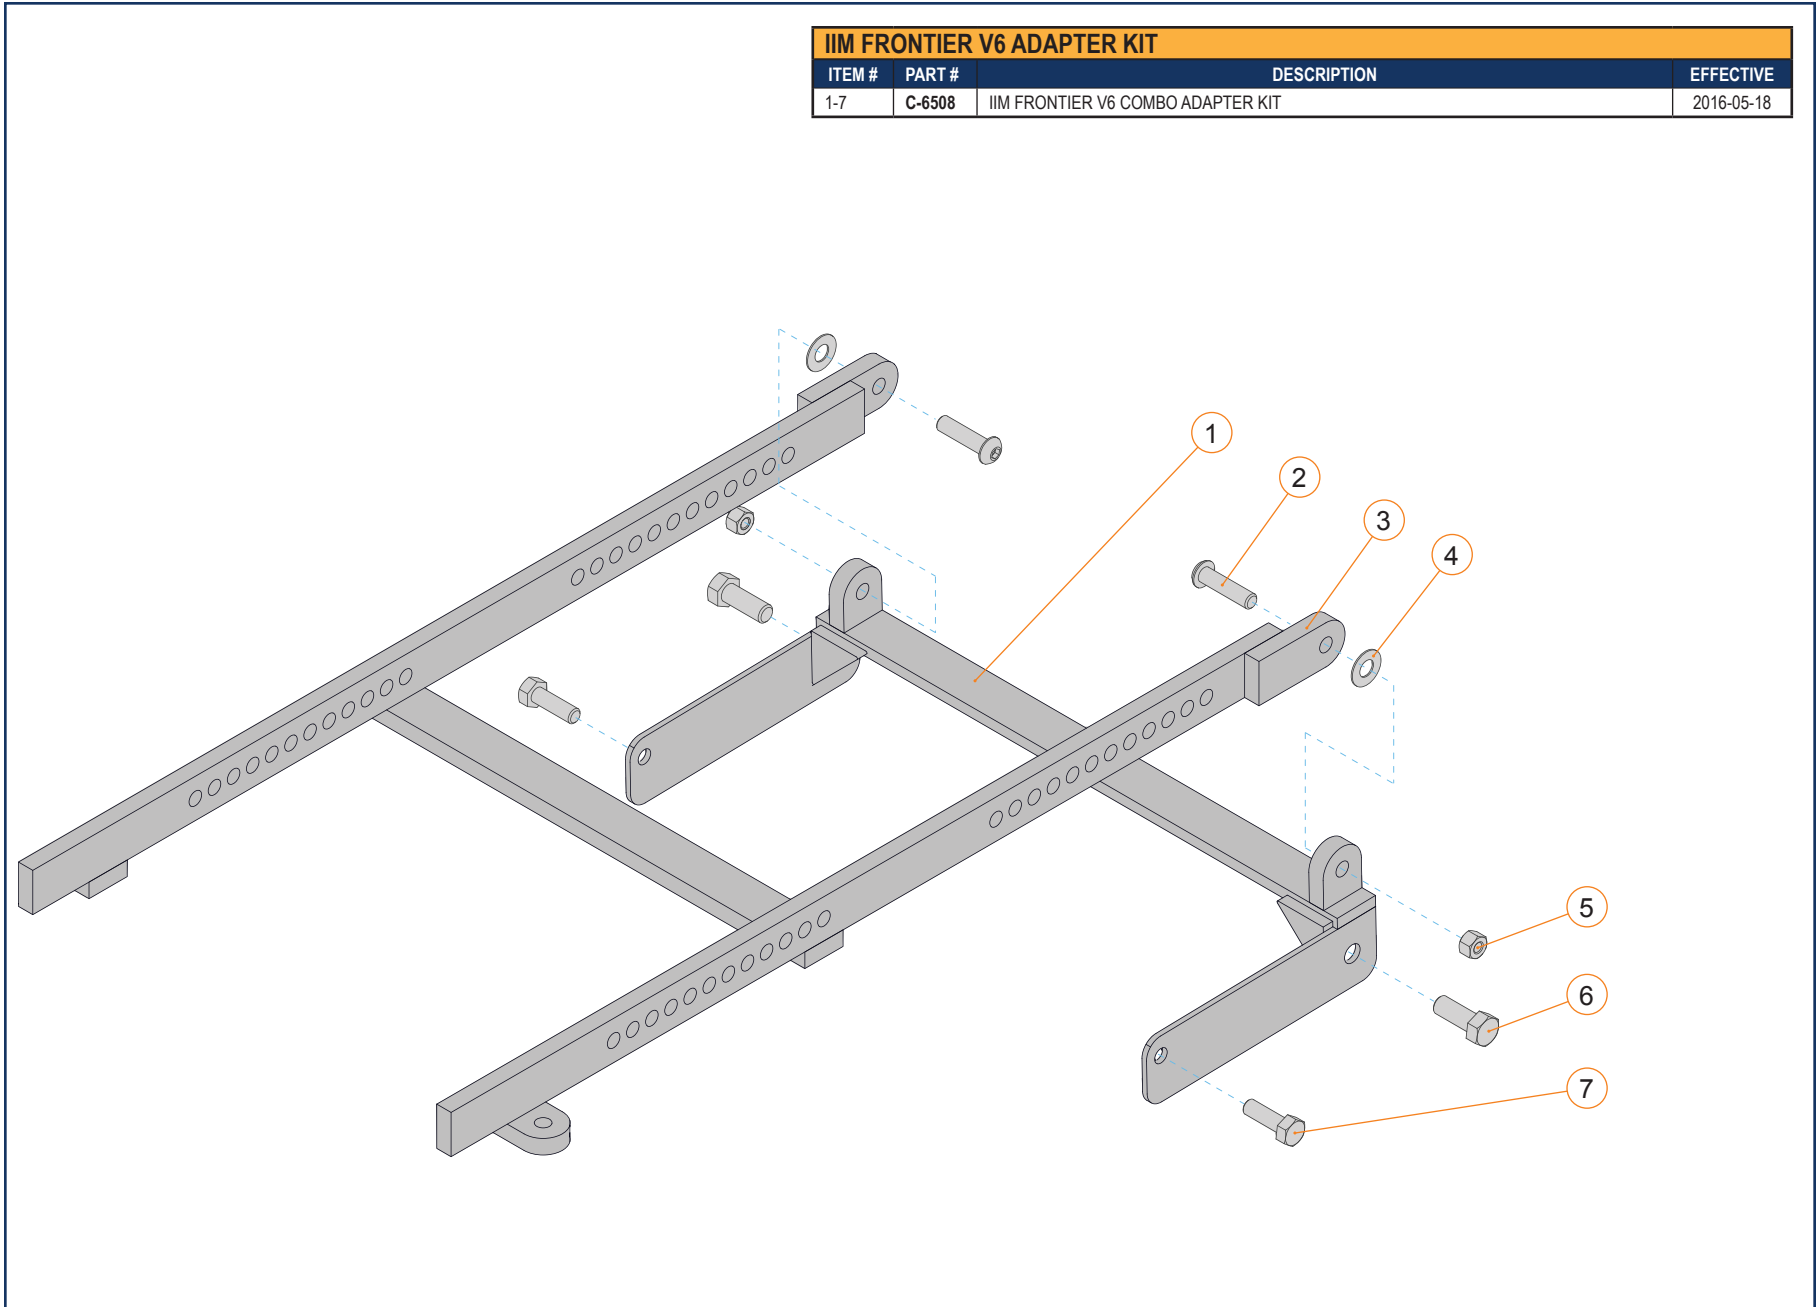 IIM FRONTIER V6 ADAPTER KIT
ITEM # PART # DESCRIPTION EFFECTIVE
1-7 C-6508 IIM FRONTIER V6 COMBO ADAPTER KIT 2016-05-18
1
2
3
4
5
6
7